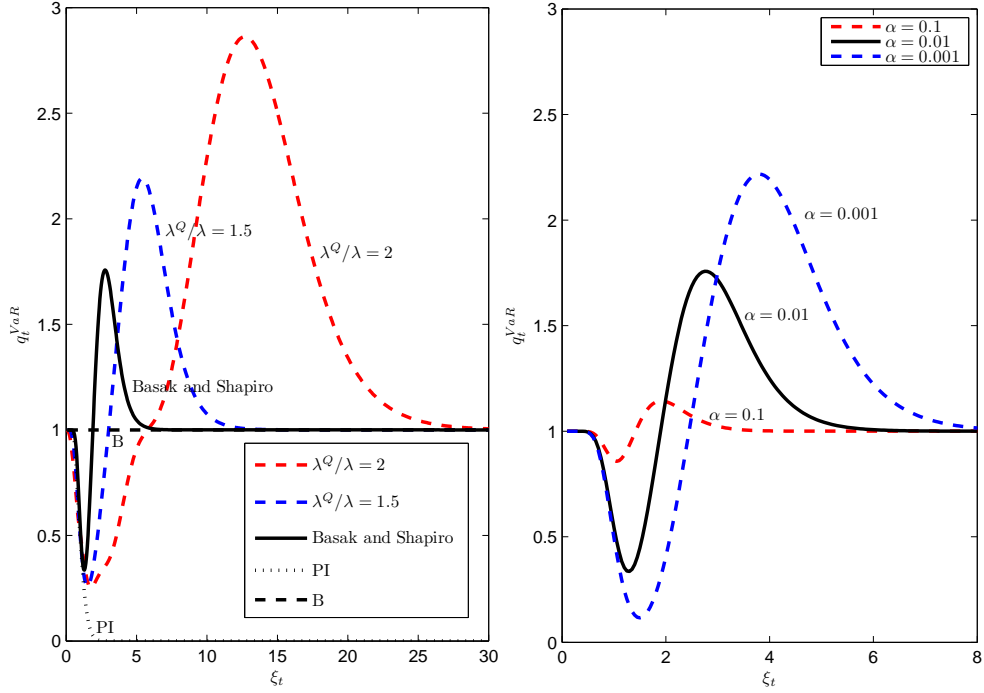 3
2.5
2
1.5
1
0.5
0
0 5 10 15 20 25 30
q_t^{VaR}
ξ_t
λ^Q/λ = 1.5
λ^Q/λ = 2
Basak and Shapiro
B
PI
λ^Q/λ = 2
λ^Q/λ = 1.5
Basak and Shapiro
PI
B
3
2.5
2
1.5
1
0.5
0
0 2 4 6 8
q_t^{VaR}
ξ_t
α = 0.1
α = 0.01
α = 0.001
α = 0.001
α = 0.01
α = 0.1